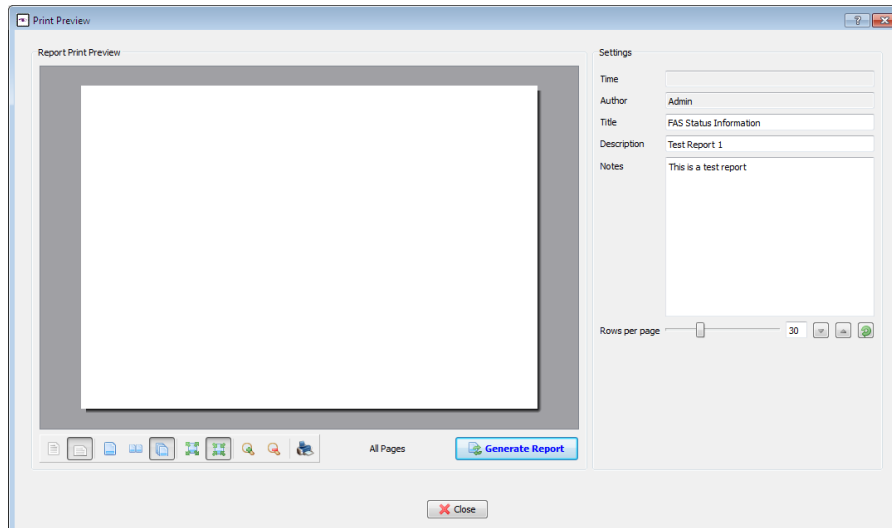 Print Preview
Report Print Preview
Settings
Time
Author Admin
Title FAS Status Information
Description Test Report 1
Notes This is a test report
Rows per page 30
All Pages
Generate Report
Close